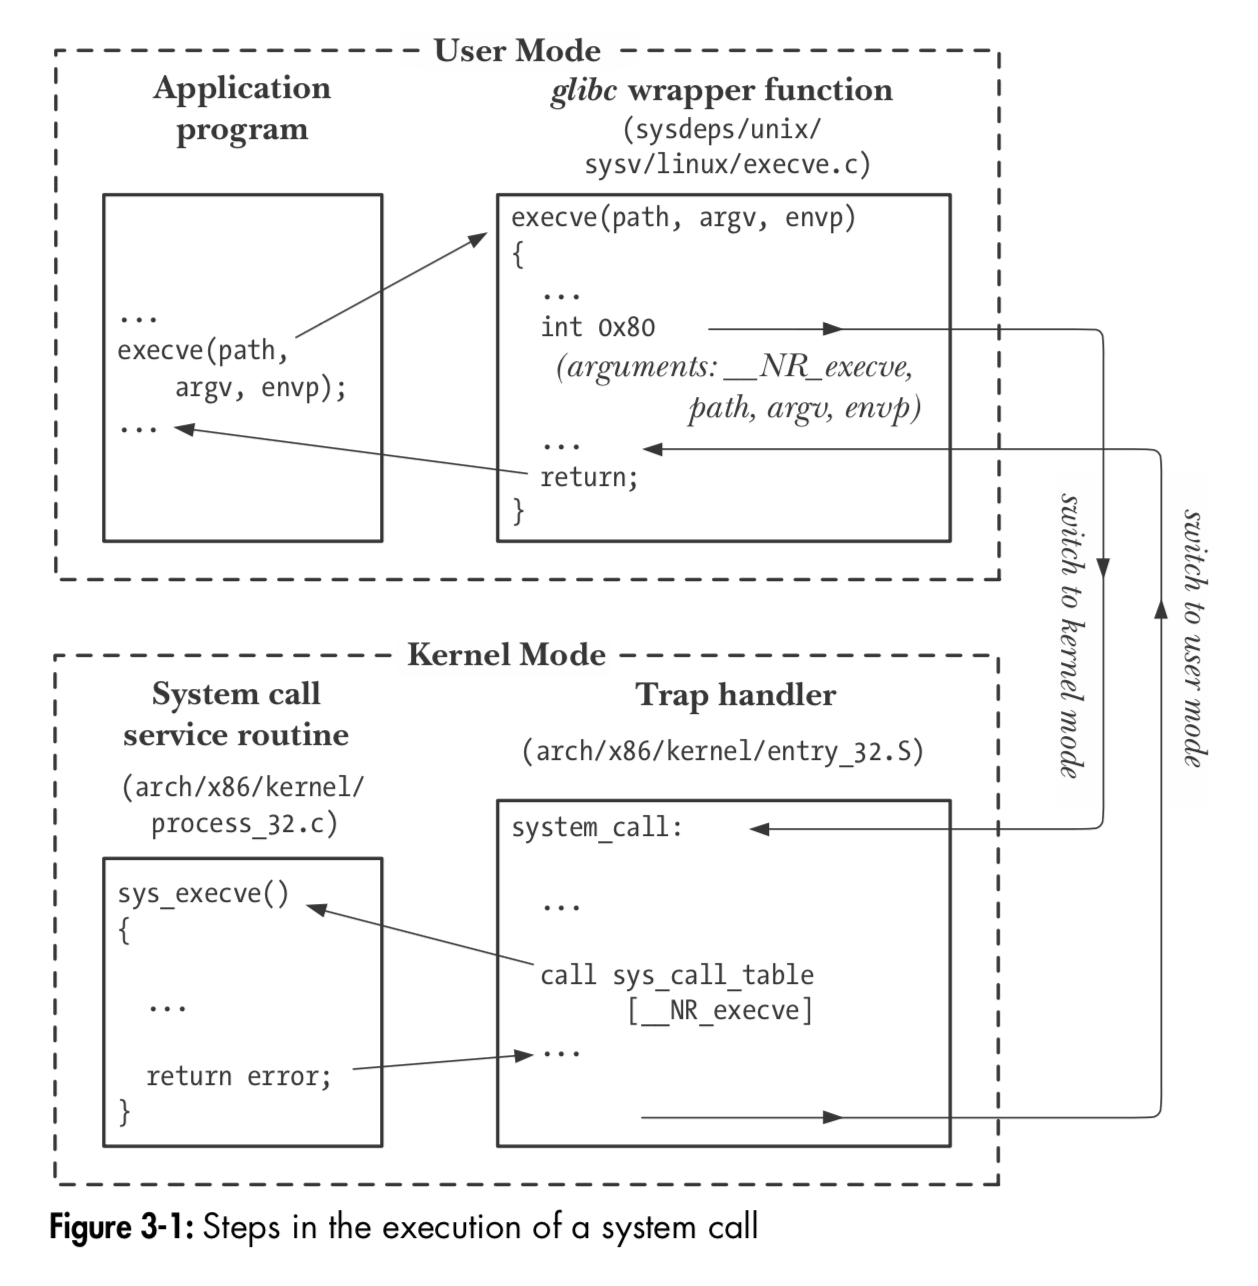 User Mode
Application
program
glibc wrapper function
(sysdeps/unix/
sysv/linux/execve.c)
...
execve(path,
argv, envp);
...
execve(path, argv, envp)
{
...
int 0x80
(arguments: __NR_execve,
path, argv, envp)
...
return;
}
switch to kernel mode
switch to user mode
Kernel Mode
System call
service routine
(arch/x86/kernel/
process_32.c)
Trap handler
(arch/x86/kernel/entry_32.S)
sys_execve()
{
...
return error;
}
system_call:
...
call sys_call_table
[__NR_execve]
...
Figure 3-1: Steps in the execution of a system call